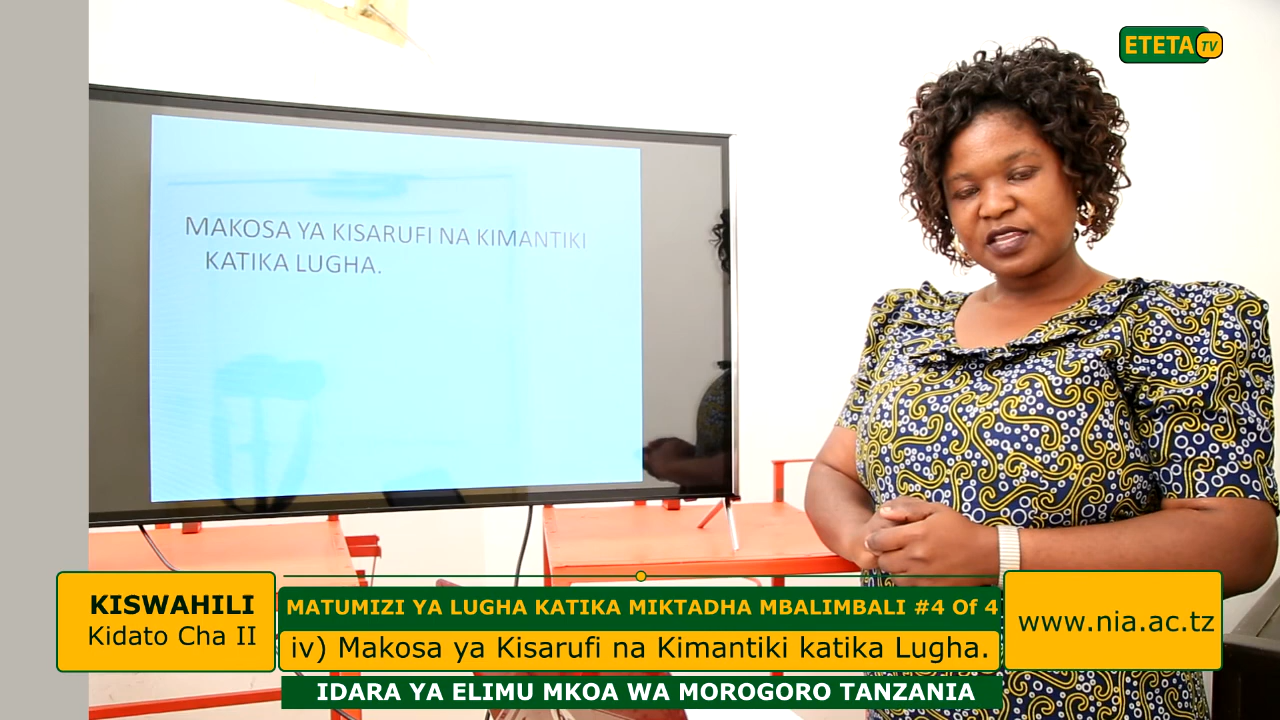 ETETA TV
MAKOSA YA KISARUFI NA KIMANTIKI
KATIKA LUGHA.
KISWAHILI
Kidato Cha II
MATUMIZI YA LUGHA KATIKA MIKTADHA MBALIMBALI #4 Of 4
iv) Makosa ya Kisarufi na Kimantiki katika Lugha.
www.nia.ac.tz
IDARA YA ELIMU MKOA WA MOROGORO TANZANIA